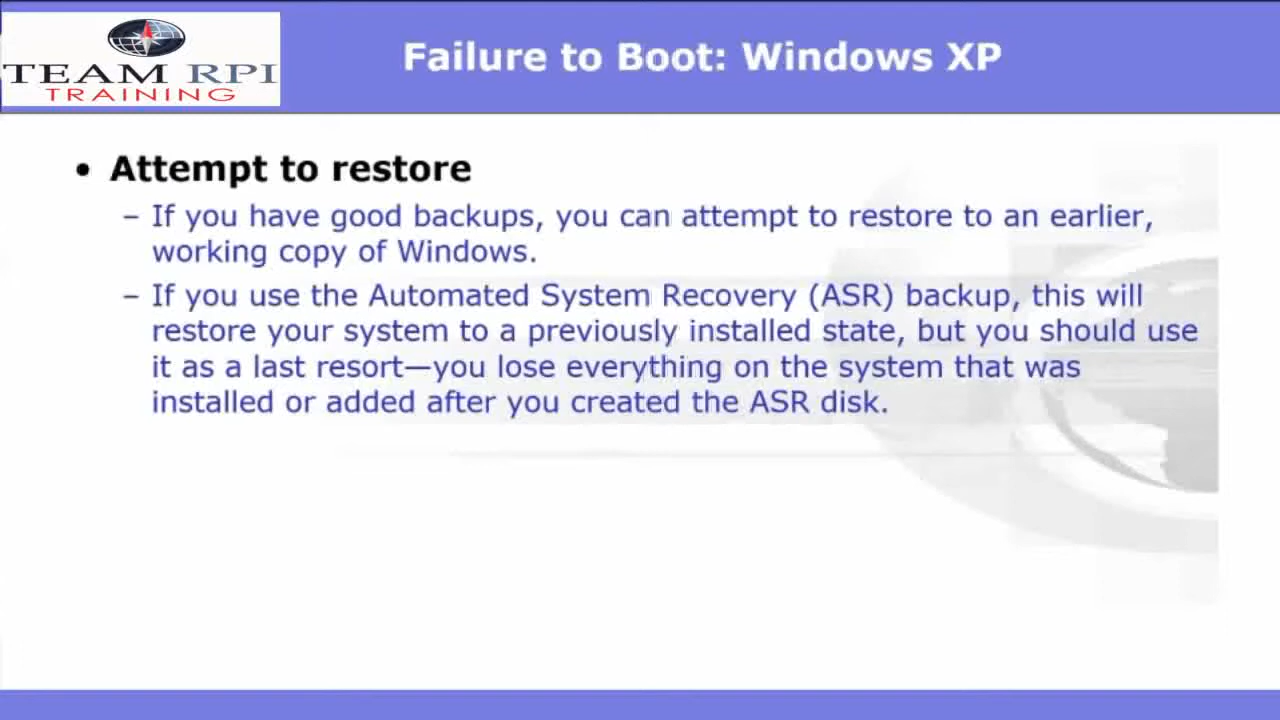 TEAM RPI
TRAINING
Failure to Boot: Windows XP
• Attempt to restore
– If you have good backups, you can attempt to restore to an earlier,
working copy of Windows.
– If you use the Automated System Recovery (ASR) backup, this will
restore your system to a previously installed state, but you should use
it as a last resort—you lose everything on the system that was
installed or added after you created the ASR disk.